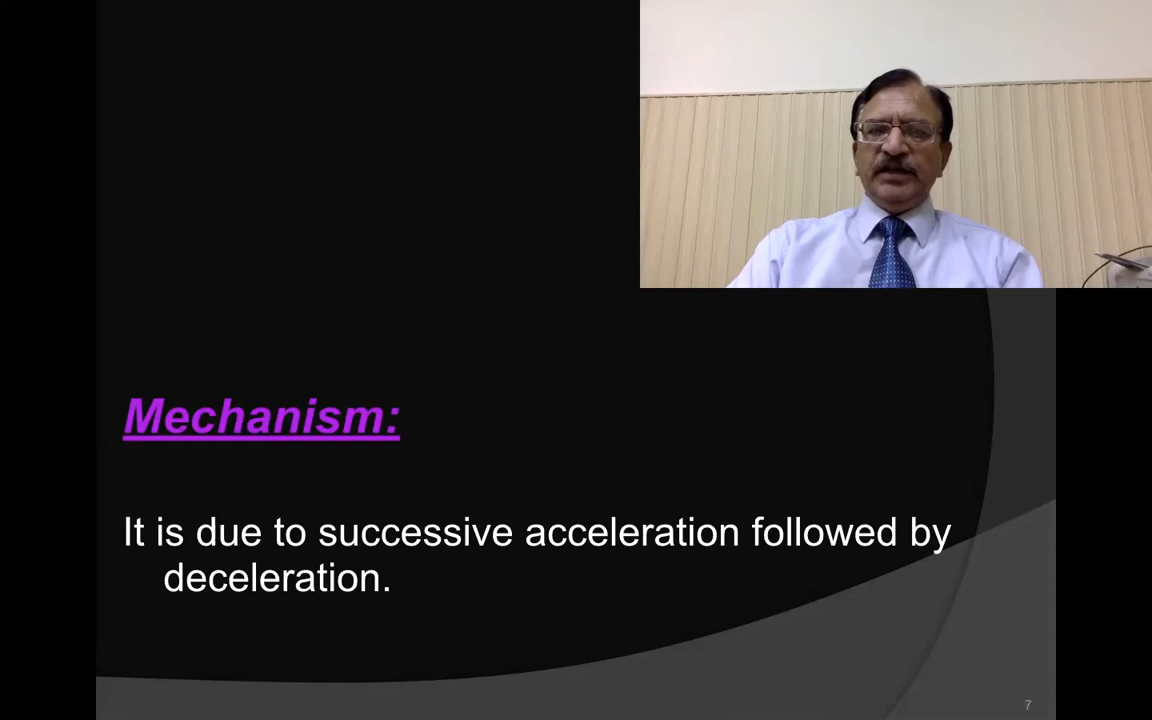 Mechanism:
It is due to successive acceleration followed by
deceleration.
7